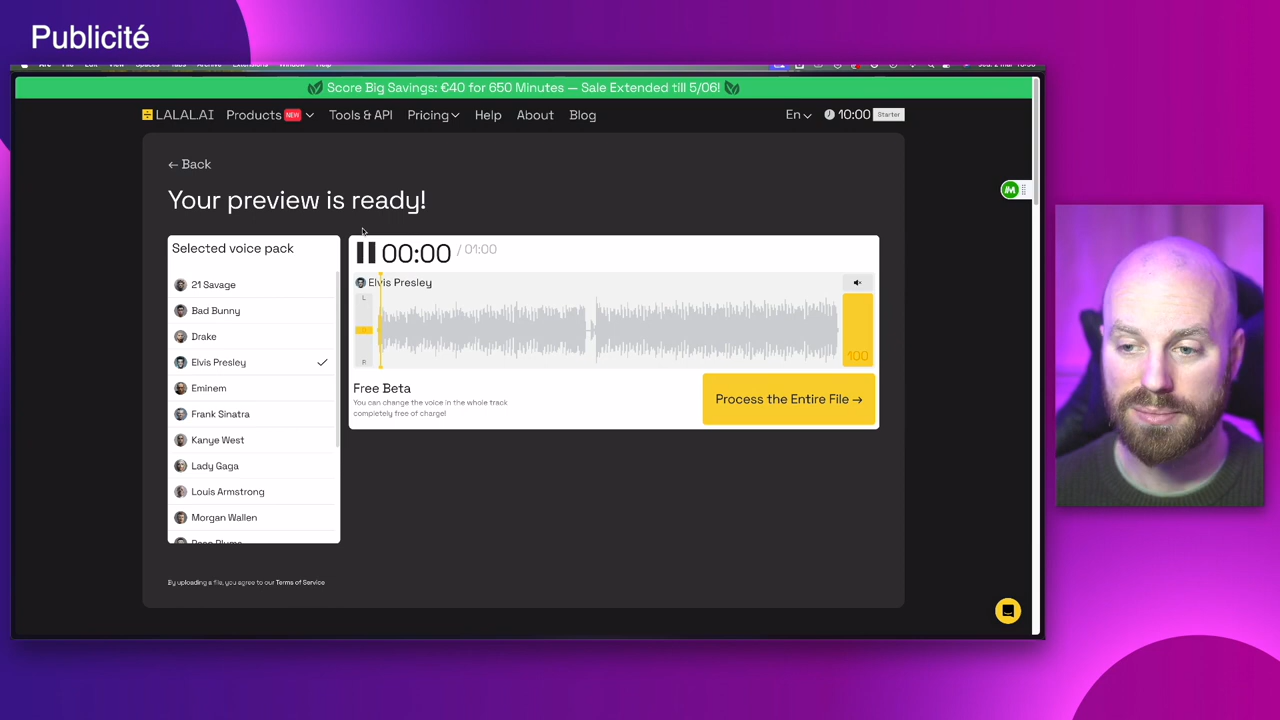 Publicité
Score Big Savings: €40 for 650 Minutes — Sale Extended till 5/06!
LALALAI Products NEW Tools & API Pricing Help About Blog En 10:00 Starter
← Back
Your preview is ready!
Selected voice pack
21 Savage
Bad Bunny
Drake
Elvis Presley
Eminem
Frank Sinatra
Kanye West
Lady Gaga
Louis Armstrong
Morgan Wallen
00:00 / 01:00
Elvis Presley
L
R
100
Free Beta
You can change the voice in the whole track
completely free of charge!
Process the Entire File →
By uploading a file, you agree to our Terms of Service